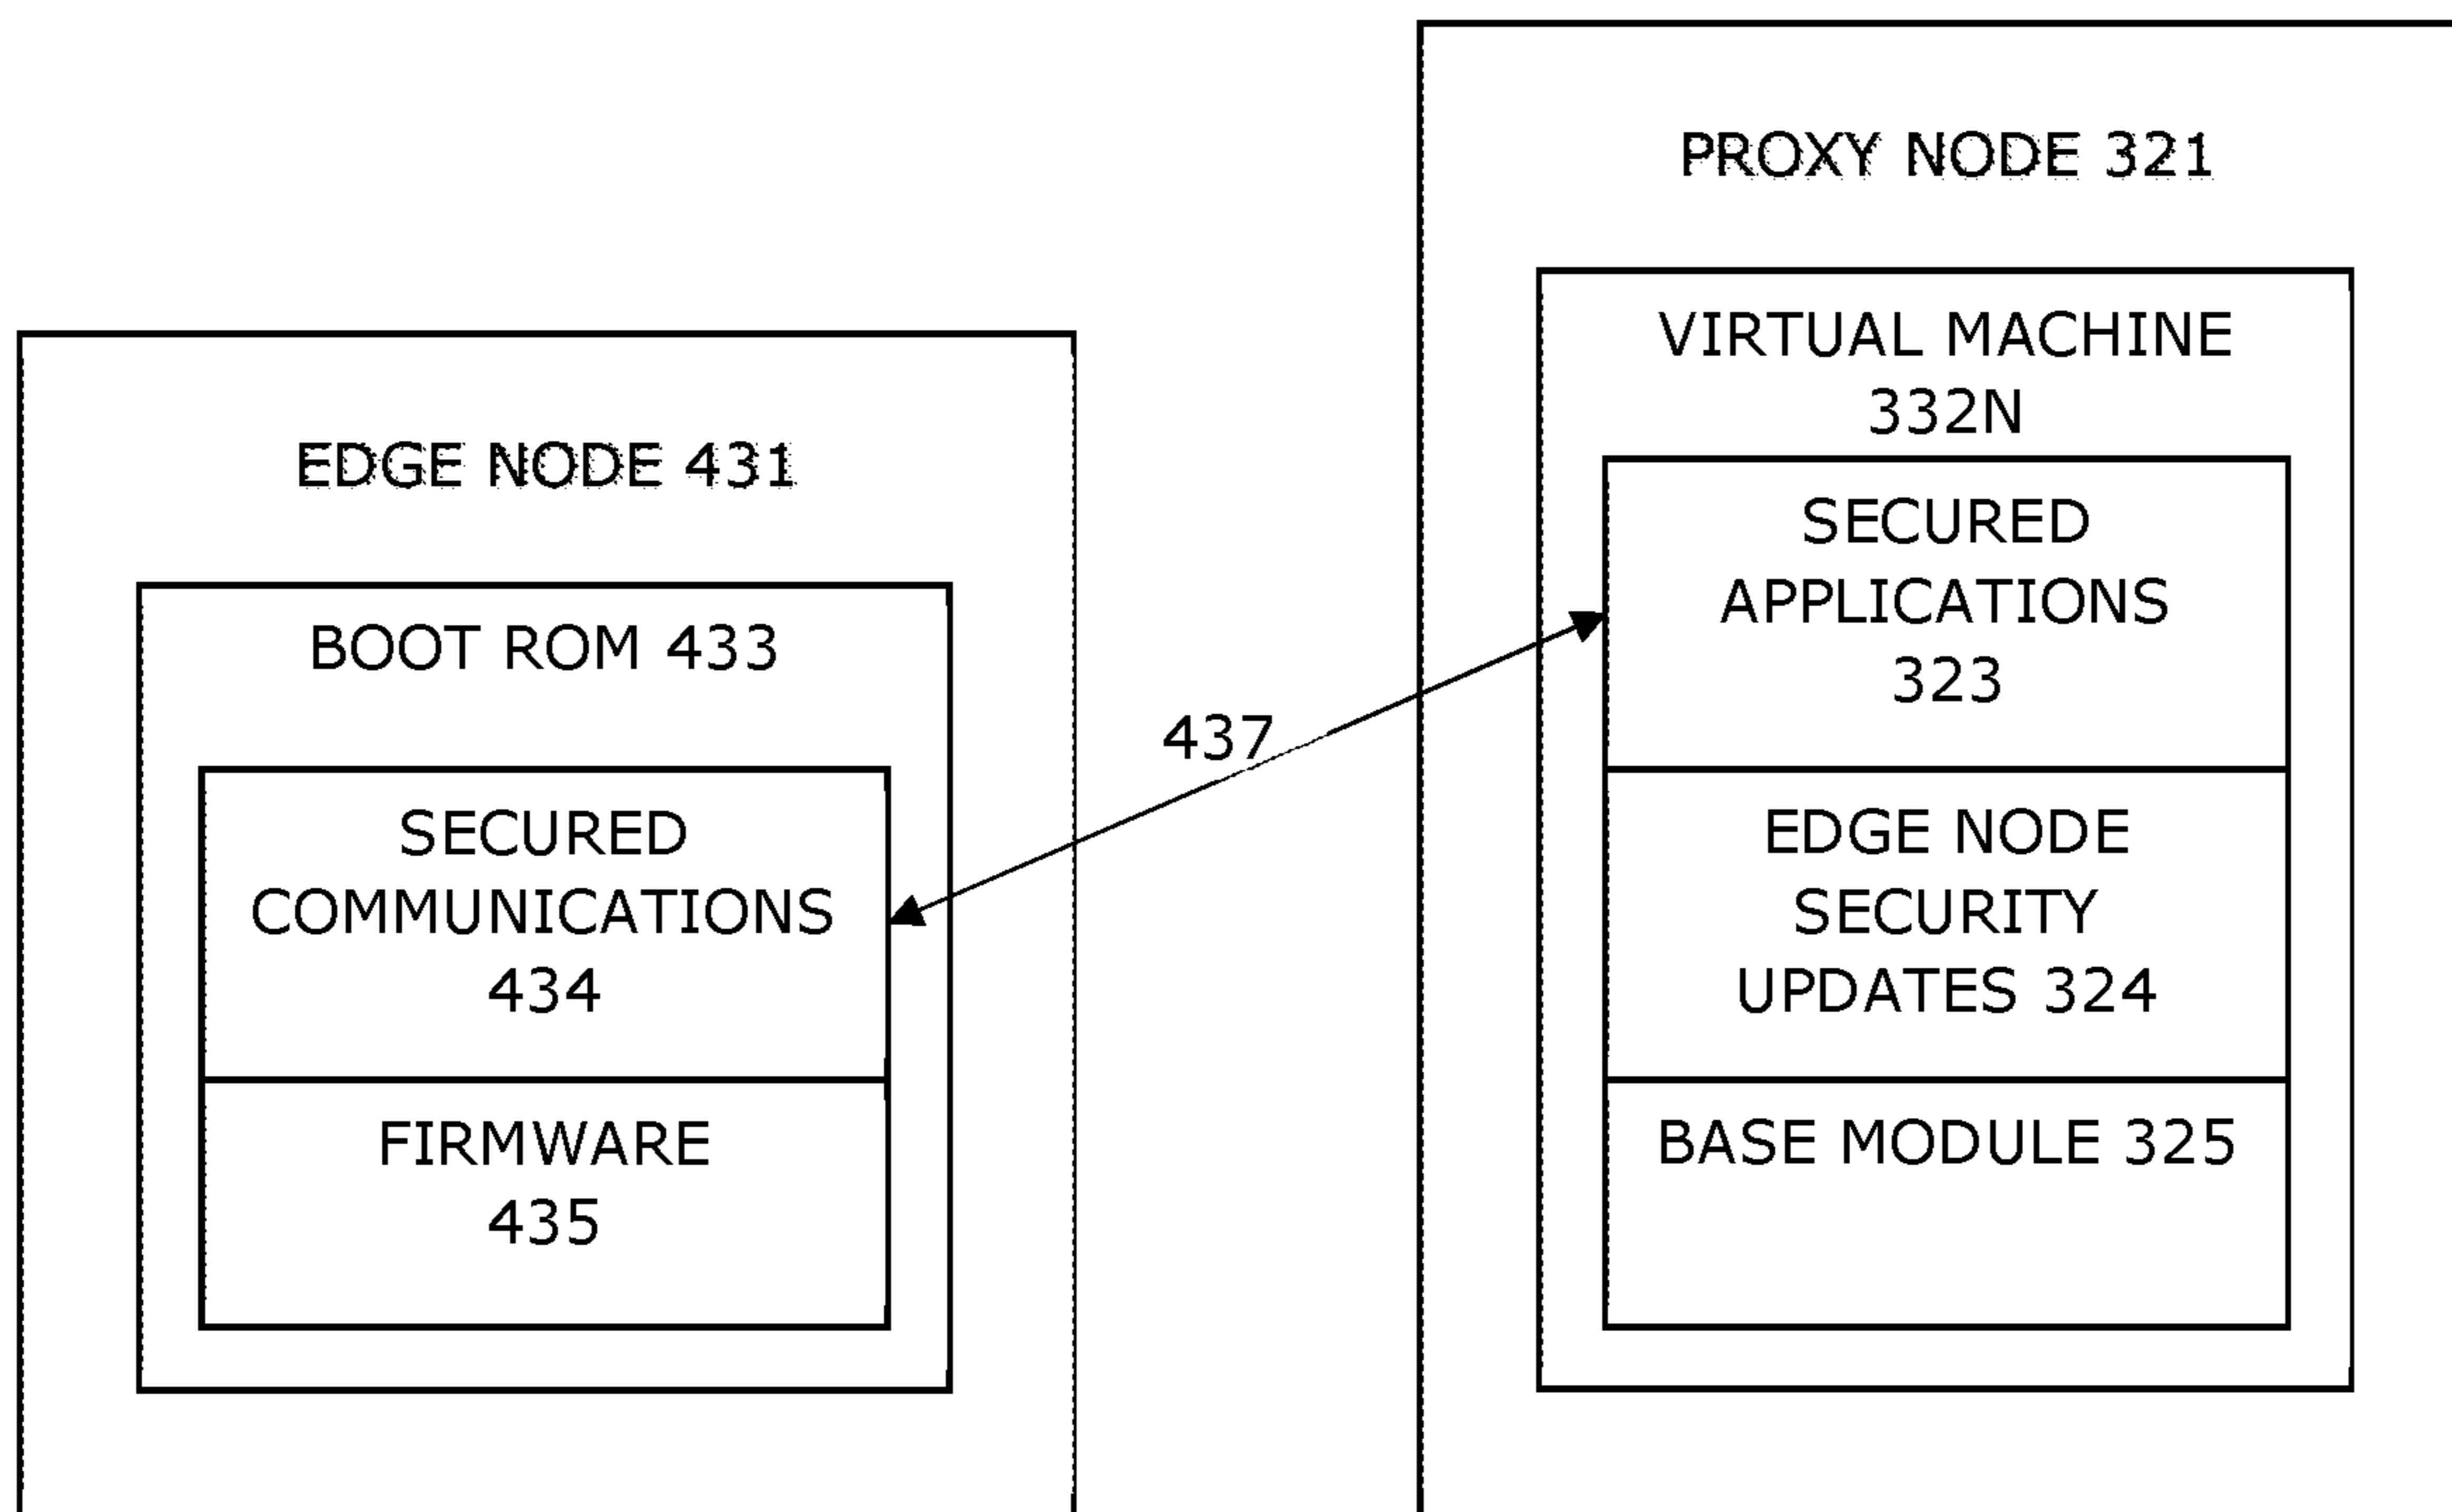 EDGE NODE 431
BOOT ROM 433
SECURED
COMMUNICATIONS
434
FIRMWARE
435
437
PROXY NODE 321
VIRTUAL MACHINE
332N
SECURED
APPLICATIONS
323
EDGE NODE
SECURITY
UPDATES 324
BASE MODULE 325